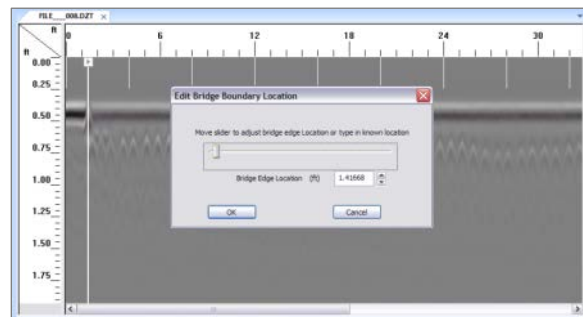 FILE___008.DZT
ft
0 6 12 18 24 30
ft
0.00
0.25
Edit Bridge Boundary Location
0.50
Move slider to adjust bridge edge Location or type in known location
0.75
1.00
Bridge Edge Location (ft) 1.41668
1.25
OK Cancel
1.50
1.75